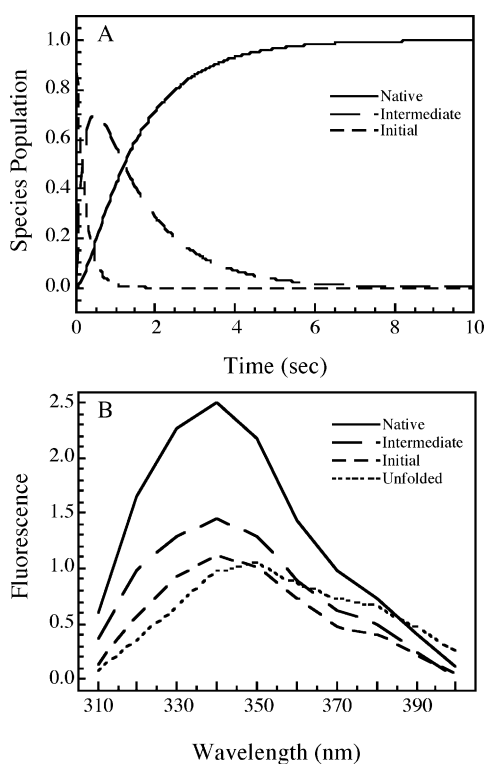 A
1.0
0.8
0.6
0.4
0.2
0.0
Species Population
Native
Intermediate
Initial
0 2 4 6 8 10
Time (sec)
B
2.5
2.0
1.5
1.0
0.5
0.0
Fluorescence
Native
Intermediate
Initial
Unfolded
310 330 350 370 390
Wavelength (nm)